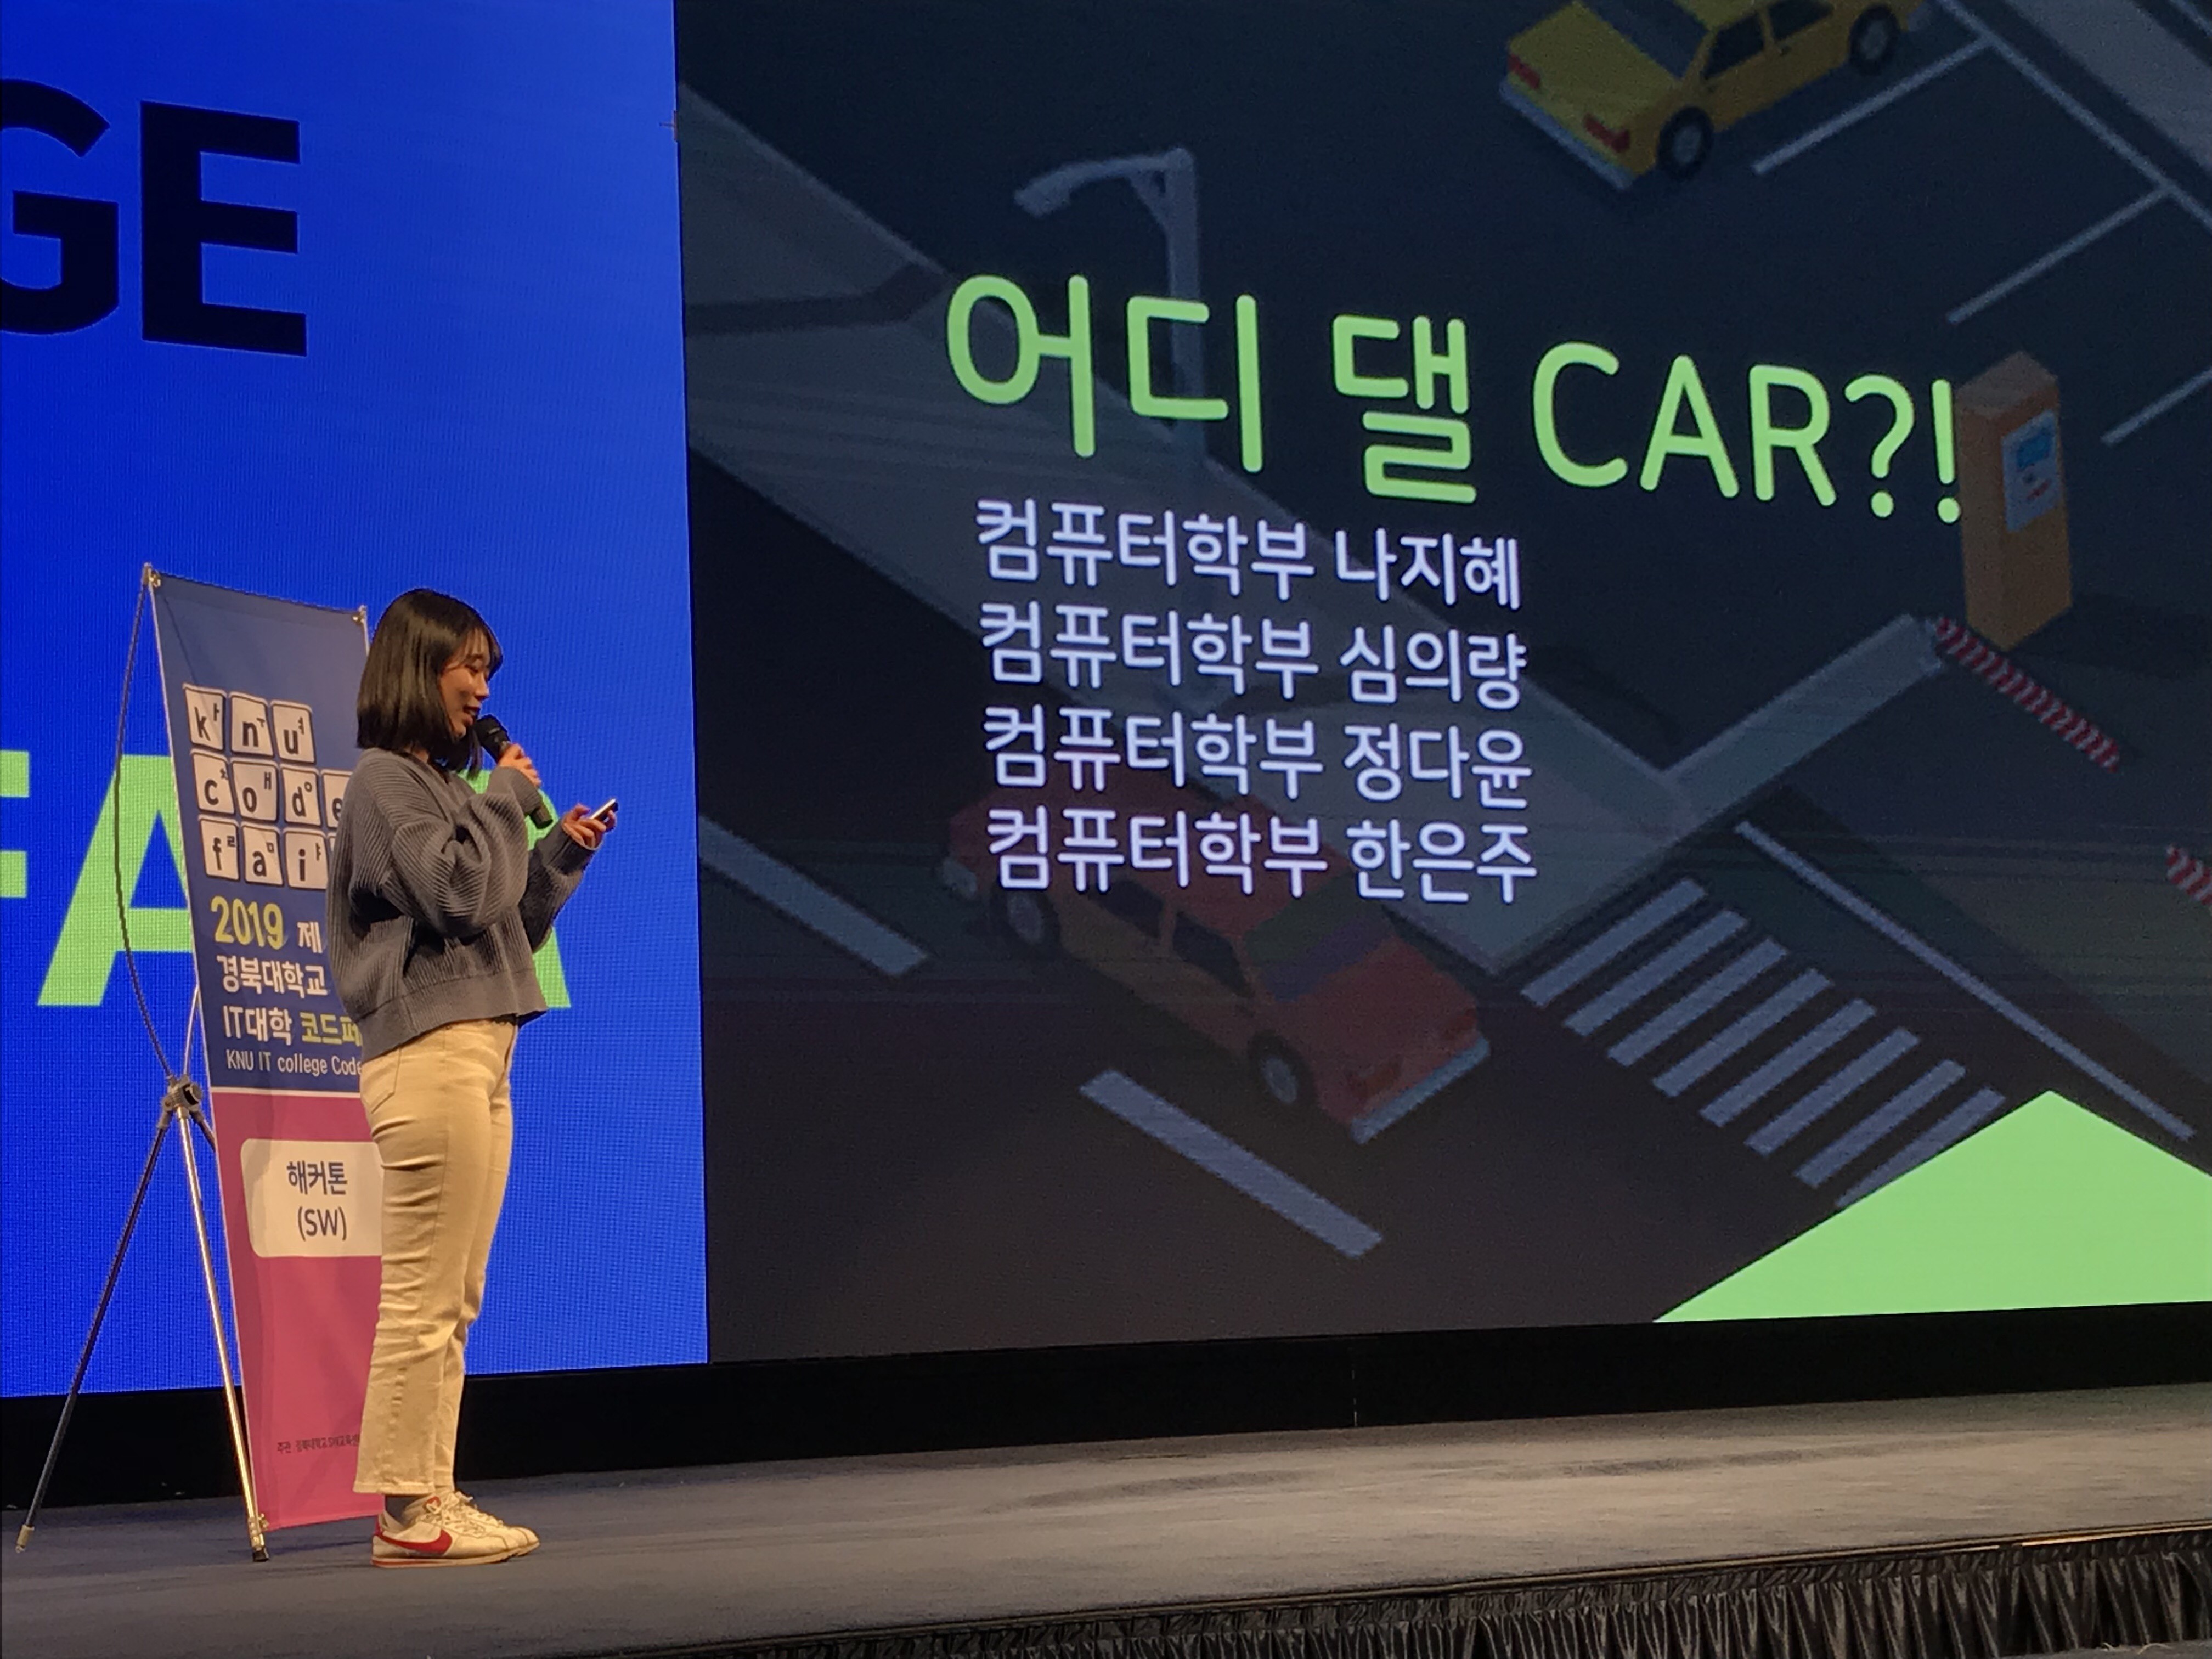 GE
FA
어디 댈 CAR?!
컴퓨터학부 나지혜
컴퓨터학부 심의량
컴퓨터학부 정다윤
컴퓨터학부 한은주
knu
code
fai
2019 제
경북대학교
IT대학 코드페
KNU IT college Code
해커톤
(SW)